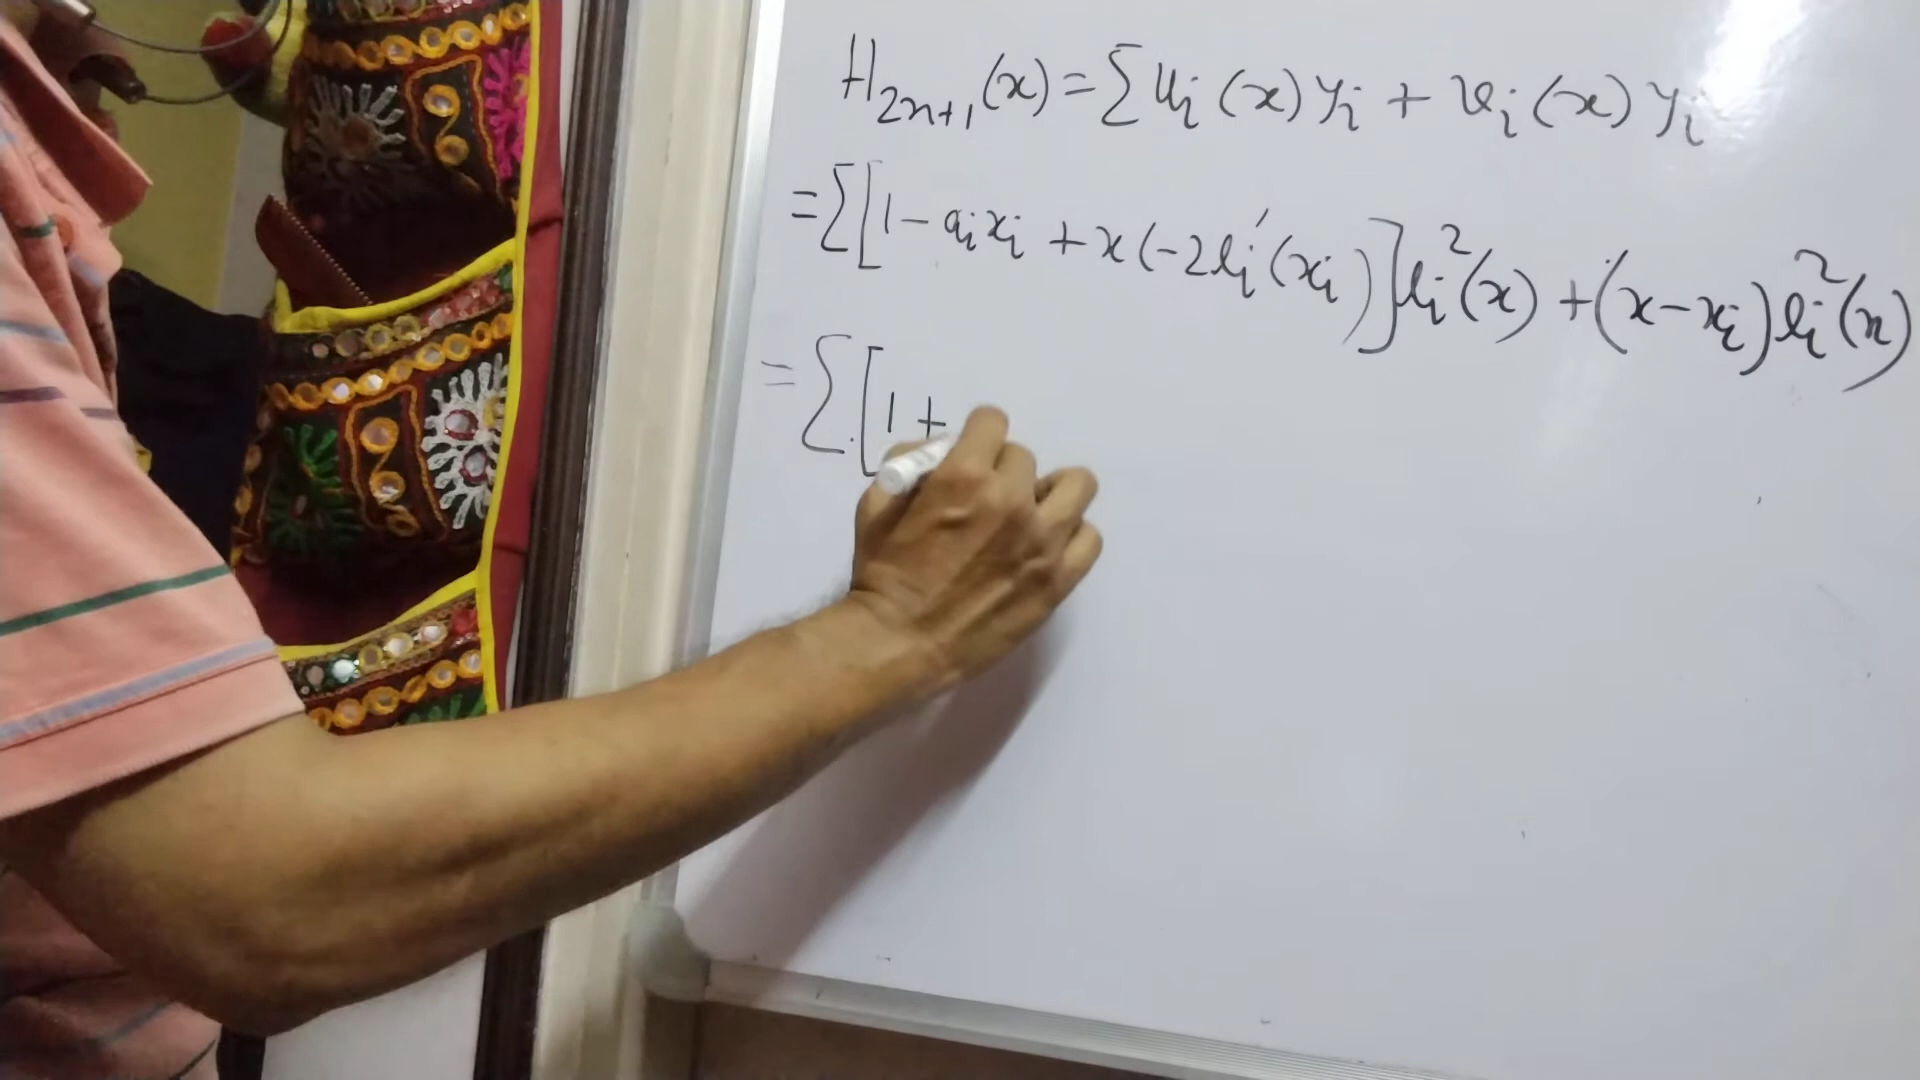 H₂ₙ₊₁(x) = Σ uᵢ(x) yᵢ + vᵢ(x) yᵢ
= Σ [1 - aᵢxᵢ + x(-2lᵢ'(xᵢ)] lᵢ²(x) + (x - xᵢ) lᵢ²(x)
= Σ [1 +